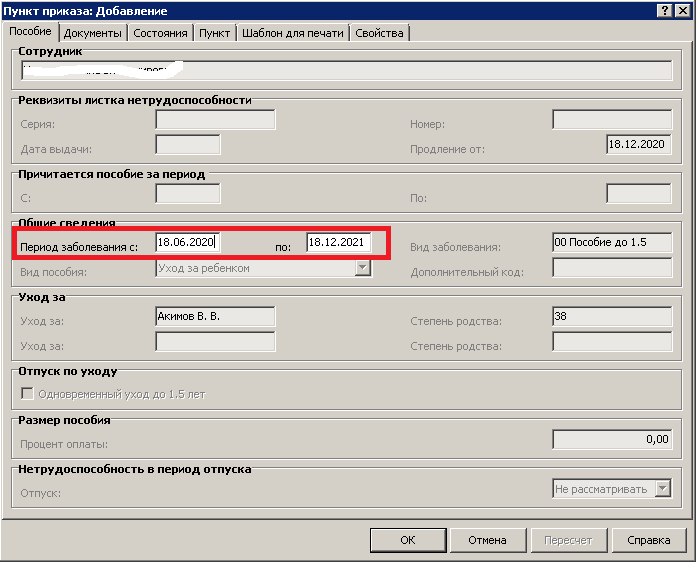 Пункт приказа: Добавление
Пособие Документы Состояния Пункт Шаблон для печати Свойства
Сотрудник
Реквизиты листка нетрудоспособности
Серия: Номер:
Дата выдачи: Продление от: 18.12.2020
Причитается пособие за период
С: По:
Общие сведения
Период заболевания с: 18.06.2020 по: 18.12.2021 Вид заболевания: 00 Пособие до 1.5
Вид пособия: Уход за ребенком Дополнительный код:
Уход за
Уход за: Акимов В. В. Степень родства: 38
Уход за: Степень родства:
Отпуск по уходу
Одновременный уход до 1.5 лет
Размер пособия
Процент оплаты: 0,00
Нетрудоспособность в период отпуска
Отпуск: Не рассматривать
ОК Отмена Пересчет Справка